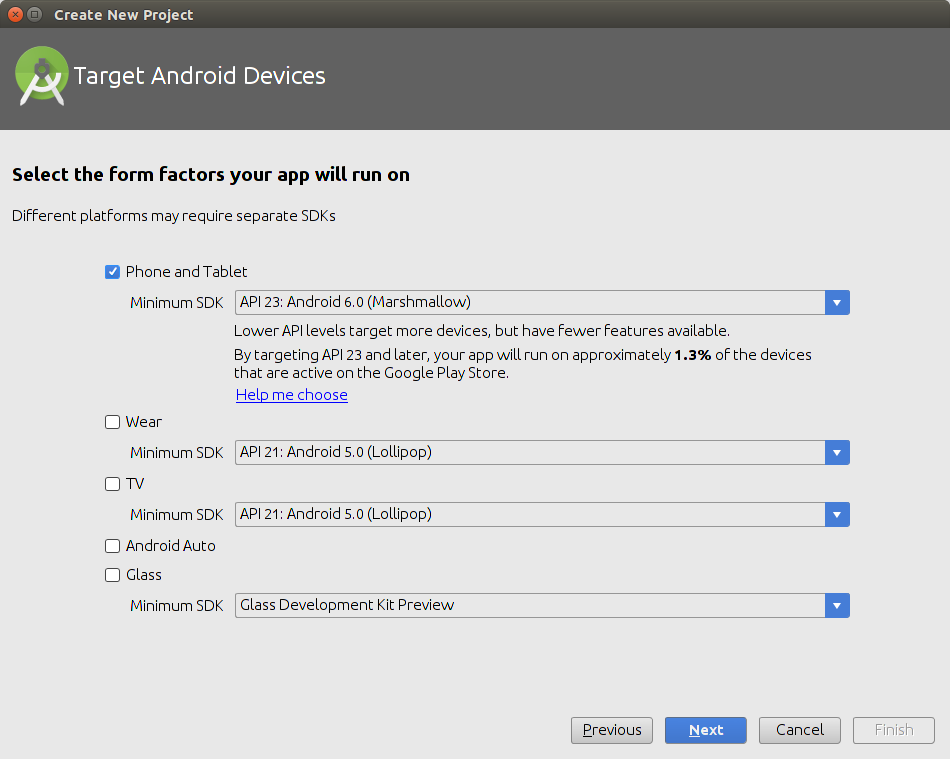 Create New Project
Target Android Devices
Select the form factors your app will run on
Different platforms may require separate SDKs
Phone and Tablet
Minimum SDK API 23: Android 6.0 (Marshmallow)
Lower API levels target more devices, but have fewer features available.
By targeting API 23 and later, your app will run on approximately 1.3% of the devices
that are active on the Google Play Store.
Help me choose
Wear
Minimum SDK API 21: Android 5.0 (Lollipop)
TV
Minimum SDK API 21: Android 5.0 (Lollipop)
Android Auto
Glass
Minimum SDK Glass Development Kit Preview
Previous Next Cancel Finish